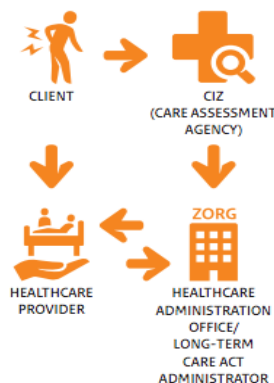 CLIENT
CIZ
(CARE ASSESSMENT
AGENCY)
HEALTHCARE
PROVIDER
ZORG
HEALTHCARE
ADMINISTRATION
OFFICE/
LONG-TERM
CARE ACT
ADMINISTRATOR